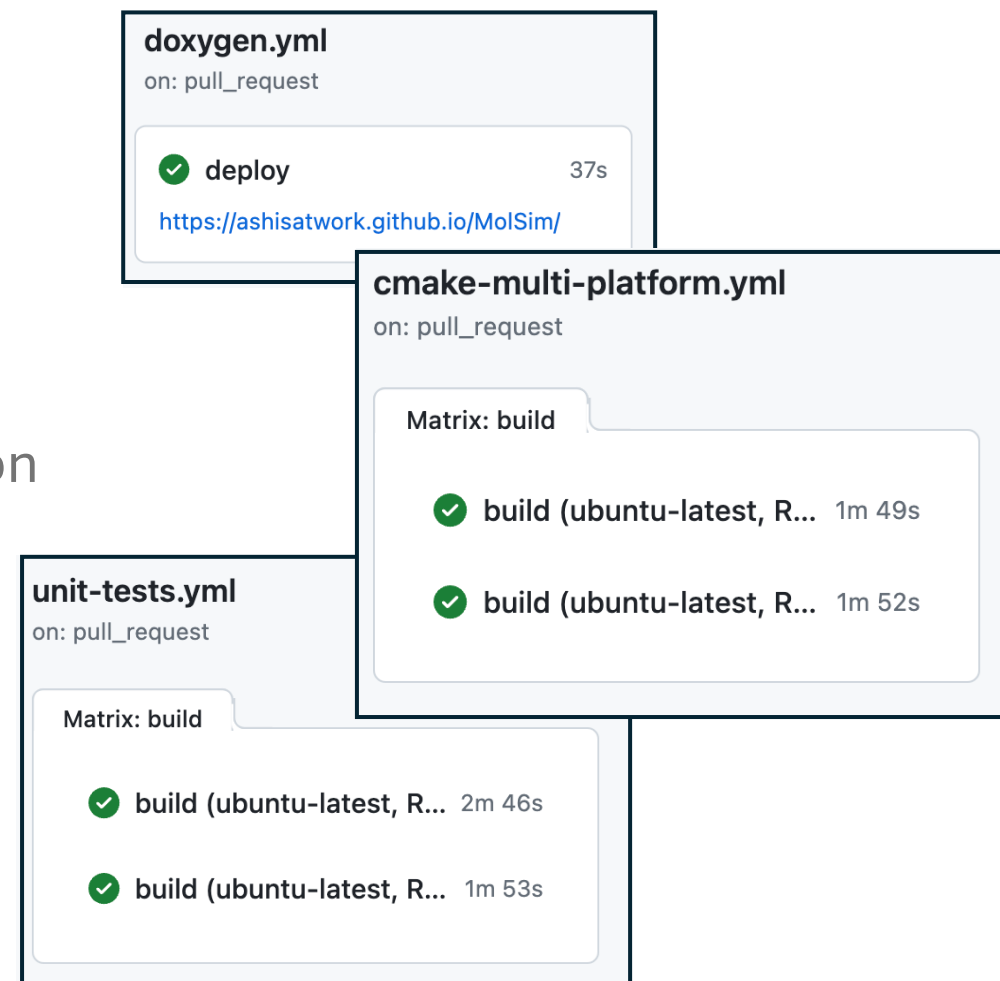 doxygen.yml
on: pull_request
deploy 37s
https://ashisatwork.github.io/MolSim/
cmake-multi-platform.yml
on: pull_request
Matrix: build
build (ubuntu-latest, R... 1m 49s
build (ubuntu-latest, R... 1m 52s
on
unit-tests.yml
on: pull_request
Matrix: build
build (ubuntu-latest, R... 2m 46s
build (ubuntu-latest, R... 1m 53s